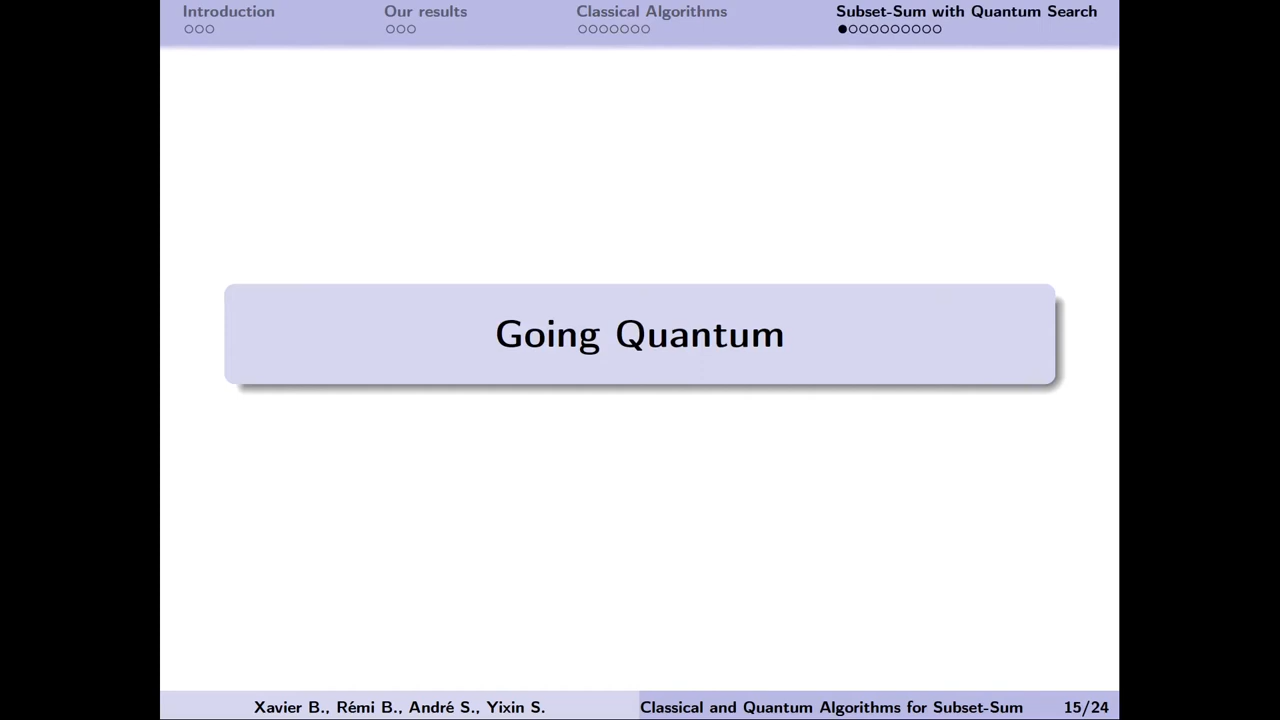 Introduction
Our results
Classical Algorithms
Subset-Sum with Quantum Search
Going Quantum
Xavier B., Rémi B., André S., Yixin S.
Classical and Quantum Algorithms for Subset-Sum
15/24